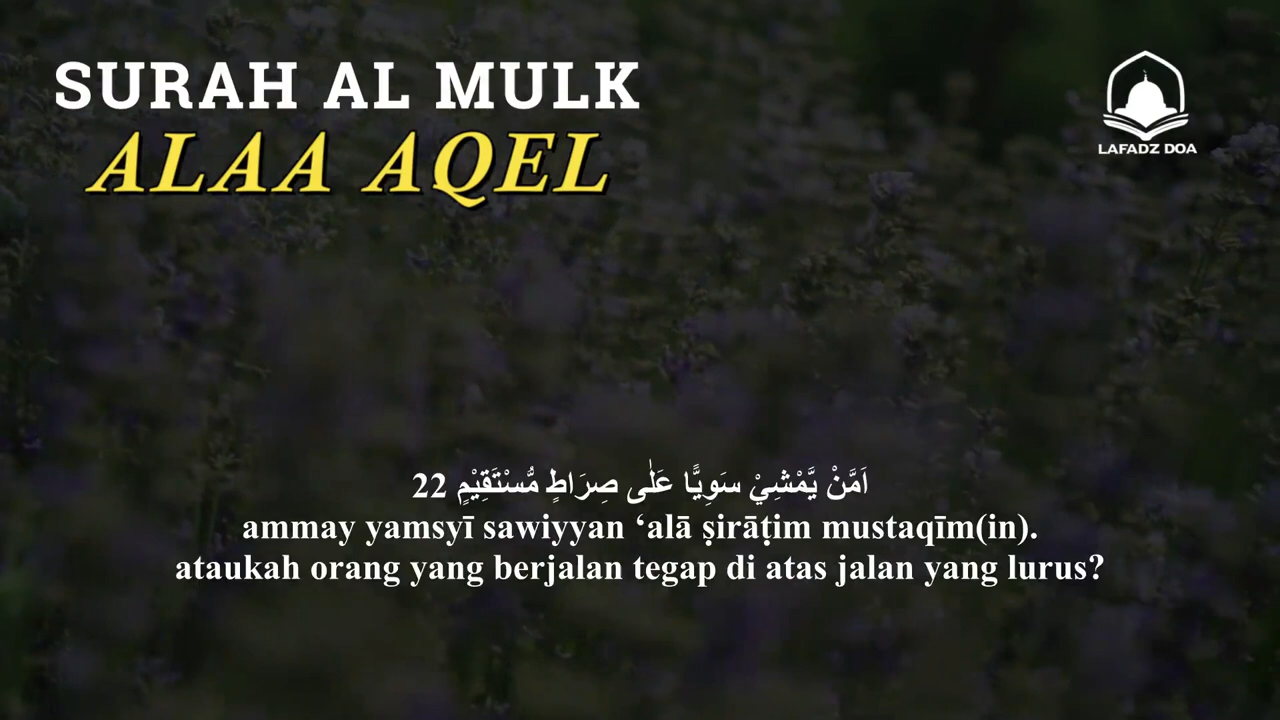 SURAH AL MULK
ALAA AQEL
LAFADZ DOA
اَمَّنْ يَّمْشِيْ سَوِيًّا عَلٰى صِرَاطٍ مُّسْتَقِيْمٍ 22
ammay yamsyī sawiyyan ‘alā ṣirāṭim mustaqīm(in).
ataukah orang yang berjalan tegap di atas jalan yang lurus?